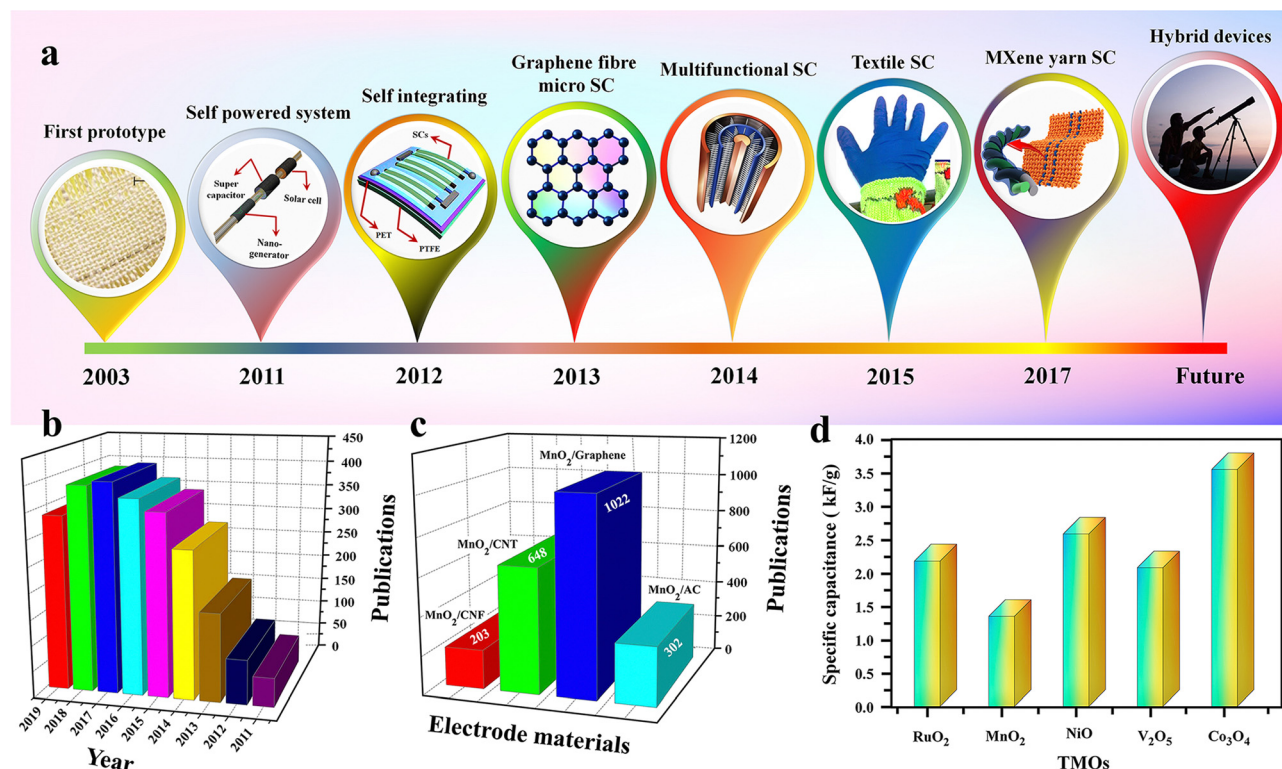 a
First prototype
Self powered system
Self integrating
Graphene fibre
micro SC
Multifunctional SC
Textile SC
MXene yarn SC
Hybrid devices
Super
capacitor
Solar cell
Nano-
generator
SCs
PET
PTFE
2003
2011
2012
2013
2014
2015
2017
Future
b
450
400
350
300
250
200
150
100
50
0
Publications
2019
2018
2017
2016
2015
2014
2013
2012
2011
Year
c
MnO2/CNF
203
MnO2/CNT
648
MnO2/Graphene
1022
MnO2/AC
302
1200
1000
800
600
400
200
0
Publications
Electrode materials
d
Specific capacitance ( kF/g)
4.0
3.5
3.0
2.5
2.0
1.5
1.0
0.5
0.0
RuO2
MnO2
NiO
V2O5
Co3O4
TMOs